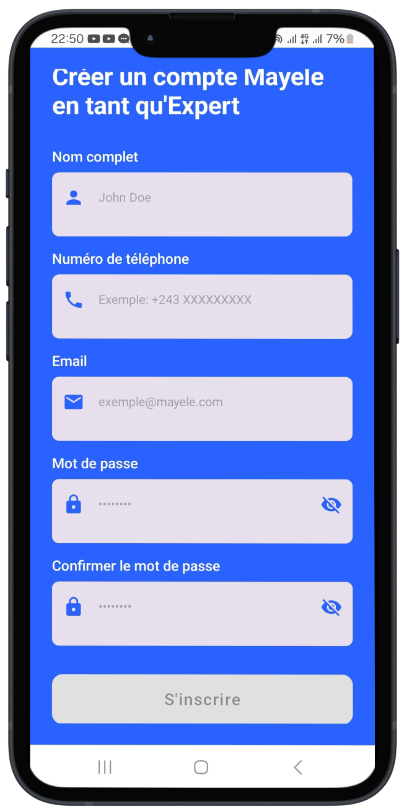 22:50
4G
7%
Créer un compte Mayele
en tant qu'Expert
Nom complet
John Doe
Numéro de téléphone
Exemple: +243 XXXXXXXXX
Email
exemple@mayele.com
Mot de passe
••••••••
Confirmer le mot de passe
••••••••
S'inscrire